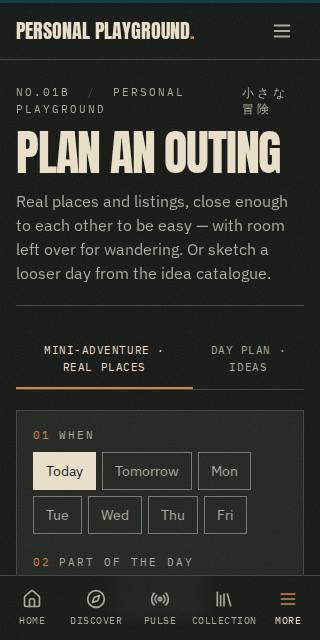 PERSONAL PLAYGROUND.
NO.01B / PERSONAL
PLAYGROUND
小さな
冒険
PLAN AN OUTING
Real places and listings, close enough
to each other to be easy — with room
left over for wandering. Or sketch a
looser day from the idea catalogue.
MINI-ADVENTURE ·
REAL PLACES
DAY PLAN ·
IDEAS
01 WHEN
Today Tomorrow Mon
Tue Wed Thu Fri
02 PART OF THE DAY
HOME DISCOVER PULSE COLLECTION MORE